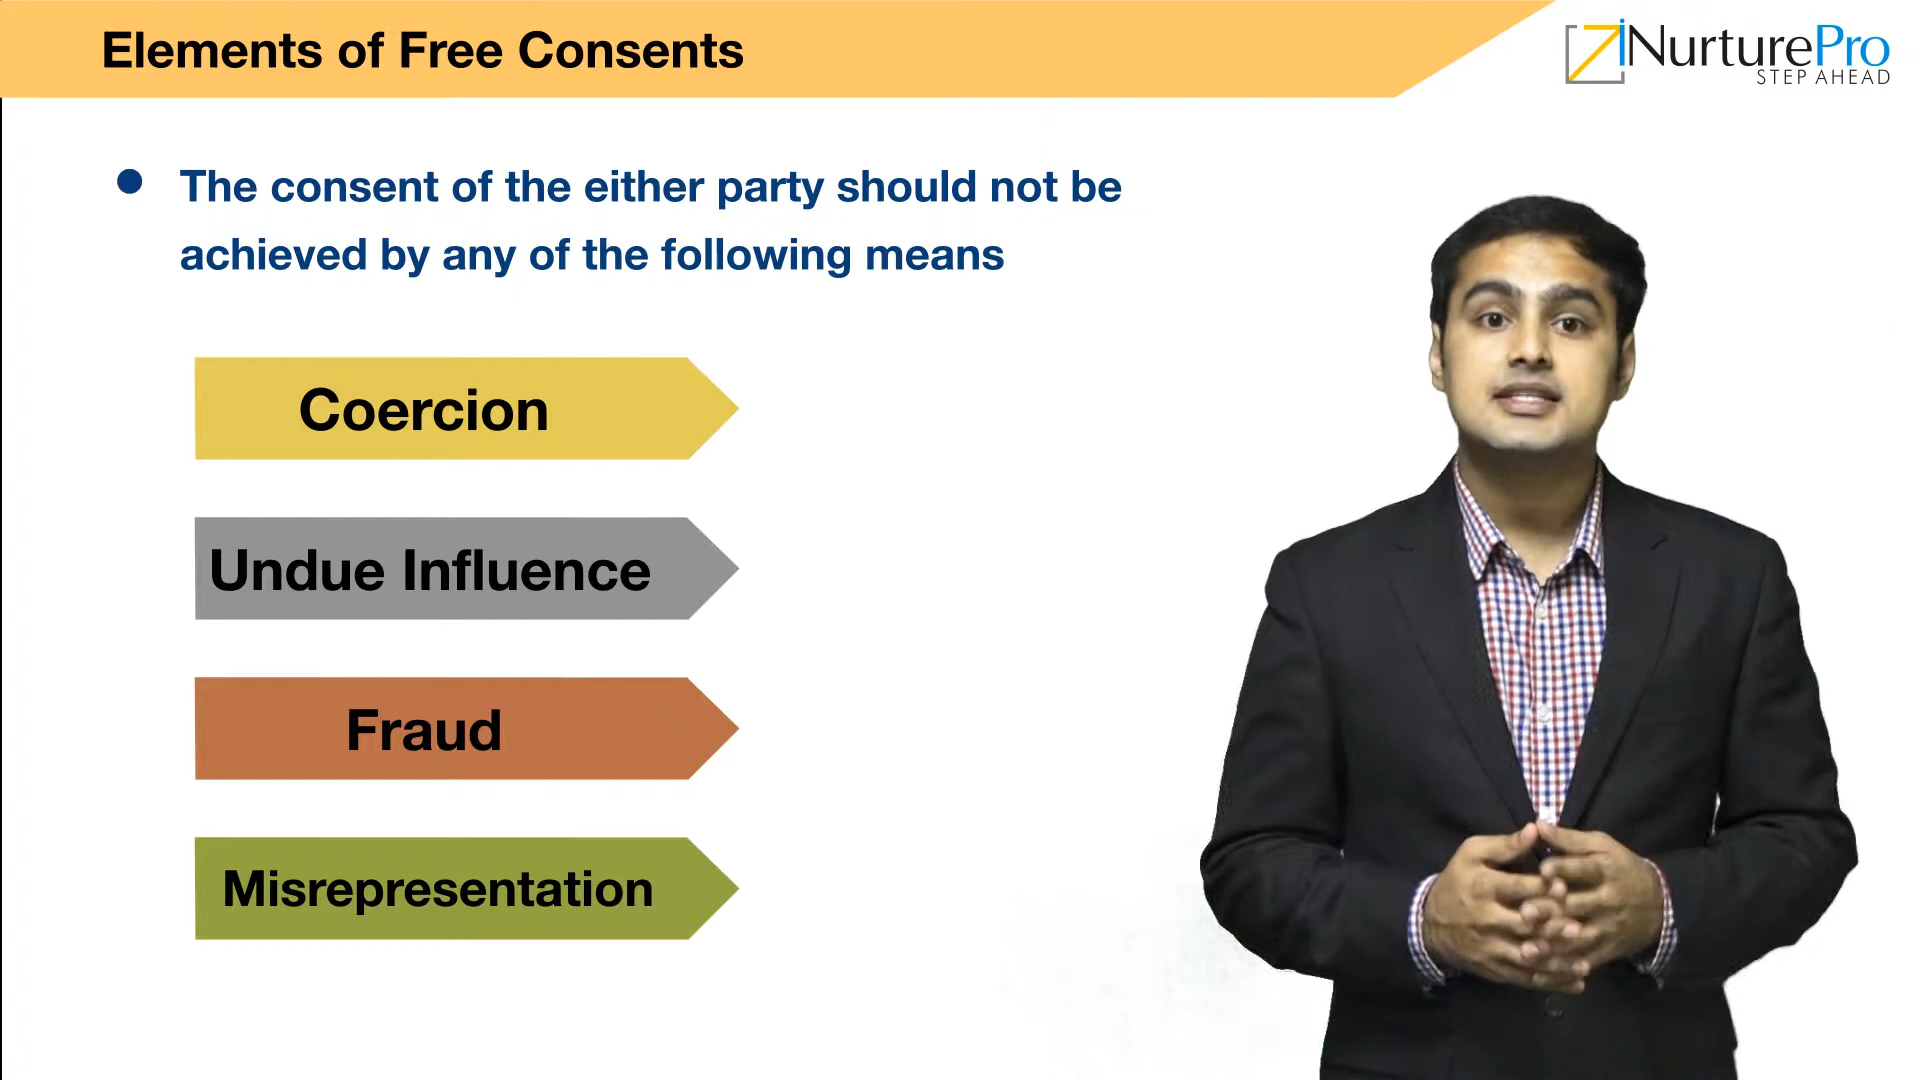 Elements of Free Consents
iNurturePro
STEP AHEAD
The consent of the either party should not be
achieved by any of the following means
Coercion
Undue Influence
Fraud
Misrepresentation